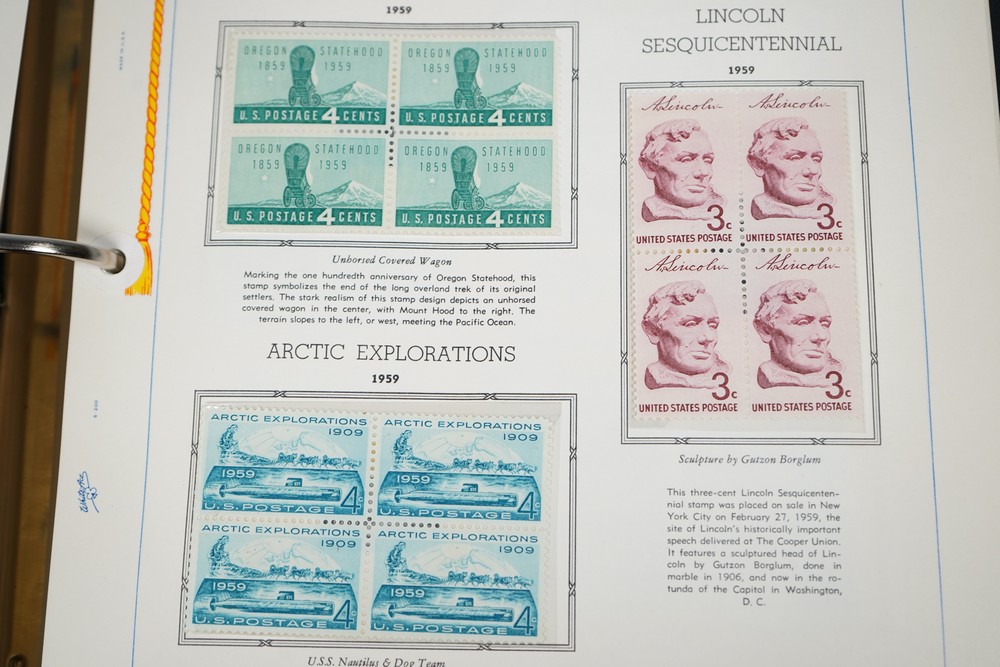 1959
OREGON STATEHOOD
1859 1959
U.S. POSTAGE 4 CENTS
OREGON STATEHOOD
1859 1959
U.S. POSTAGE 4 CENTS
OREGON STATEHOOD
1859 1959
U.S. POSTAGE 4 CENTS
OREGON STATEHOOD
1859 1959
U.S. POSTAGE 4 CENTS
Unhorsed Covered Wagon
Marking the one hundredth anniversary of Oregon Statehood, this
stamp symbolizes the end of the long overland trek of its original
settlers. The stark realism of this stamp design depicts an unhorsed
covered wagon in the center, with Mount Hood to the right. The
terrain slopes to the left, or west, meeting the Pacific Ocean.
ARCTIC EXPLORATIONS
1959
ARCTIC EXPLORATIONS
1909
1959
4c
U.S. POSTAGE
ARCTIC EXPLORATIONS
1909
1959
4c
U.S. POSTAGE
ARCTIC EXPLORATIONS
1909
1959
4c
U.S. POSTAGE
ARCTIC EXPLORATIONS
1909
1959
4c
U.S. POSTAGE
U.S.S. Nautilus & Dog Team
LINCOLN
SESQUICENTENNIAL
1959
A. Lincoln
3c
UNITED STATES POSTAGE
A. Lincoln
3c
UNITED STATES POSTAGE
A. Lincoln
3c
UNITED STATES POSTAGE
A. Lincoln
3c
UNITED STATES POSTAGE
Sculpture by Gutzon Borglum
This three-cent Lincoln Sesquicenten-
nial stamp was placed on sale in New
York City on February 27, 1959, the
site of Lincoln's historically important
speech delivered at The Cooper Union.
It features a sculptured head of Lin-
coln by Gutzon Borglum, done in
marble in 1906, and now in the ro-
tunda of the Capitol in Washington,
D. C.